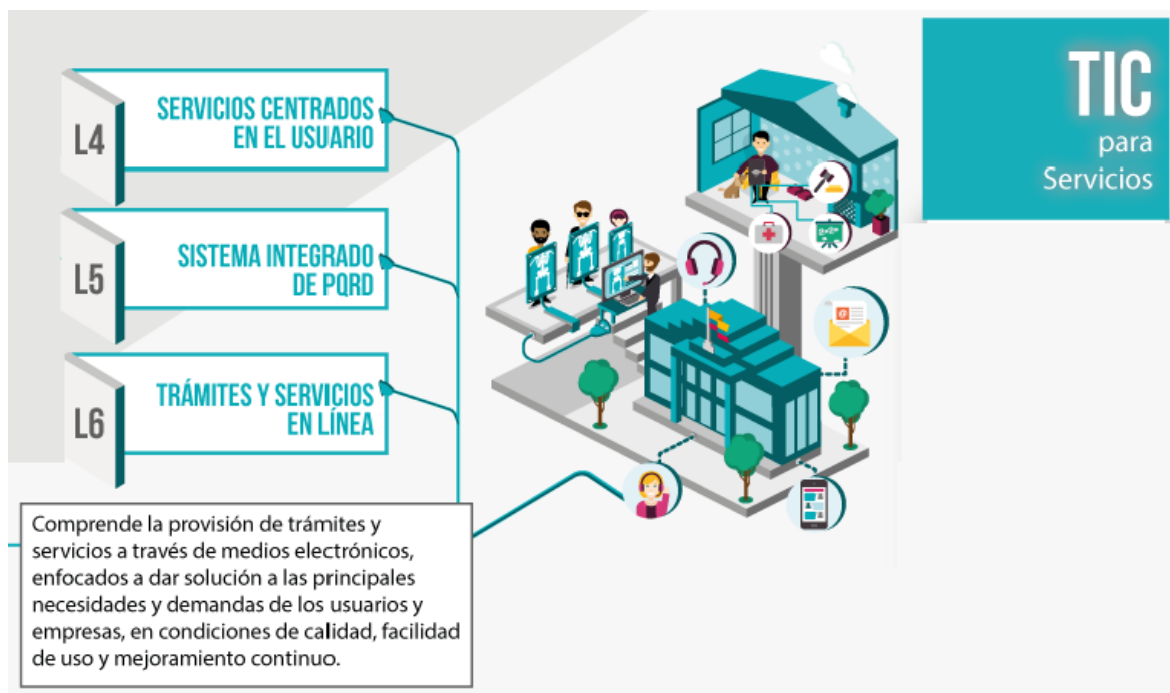 TIC
para
Servicios
L4
SERVICIOS CENTRADOS
EN EL USUARIO
L5
SISTEMA INTEGRADO
DE PQRD
L6
TRÁMITES Y SERVICIOS
EN LÍNEA
Comprende la provisión de trámites y
servicios a través de medios electrónicos,
enfocados a dar solución a las principales
necesidades y demandas de los usuarios y
empresas, en condiciones de calidad, facilidad
de uso y mejoramiento continuo.
@